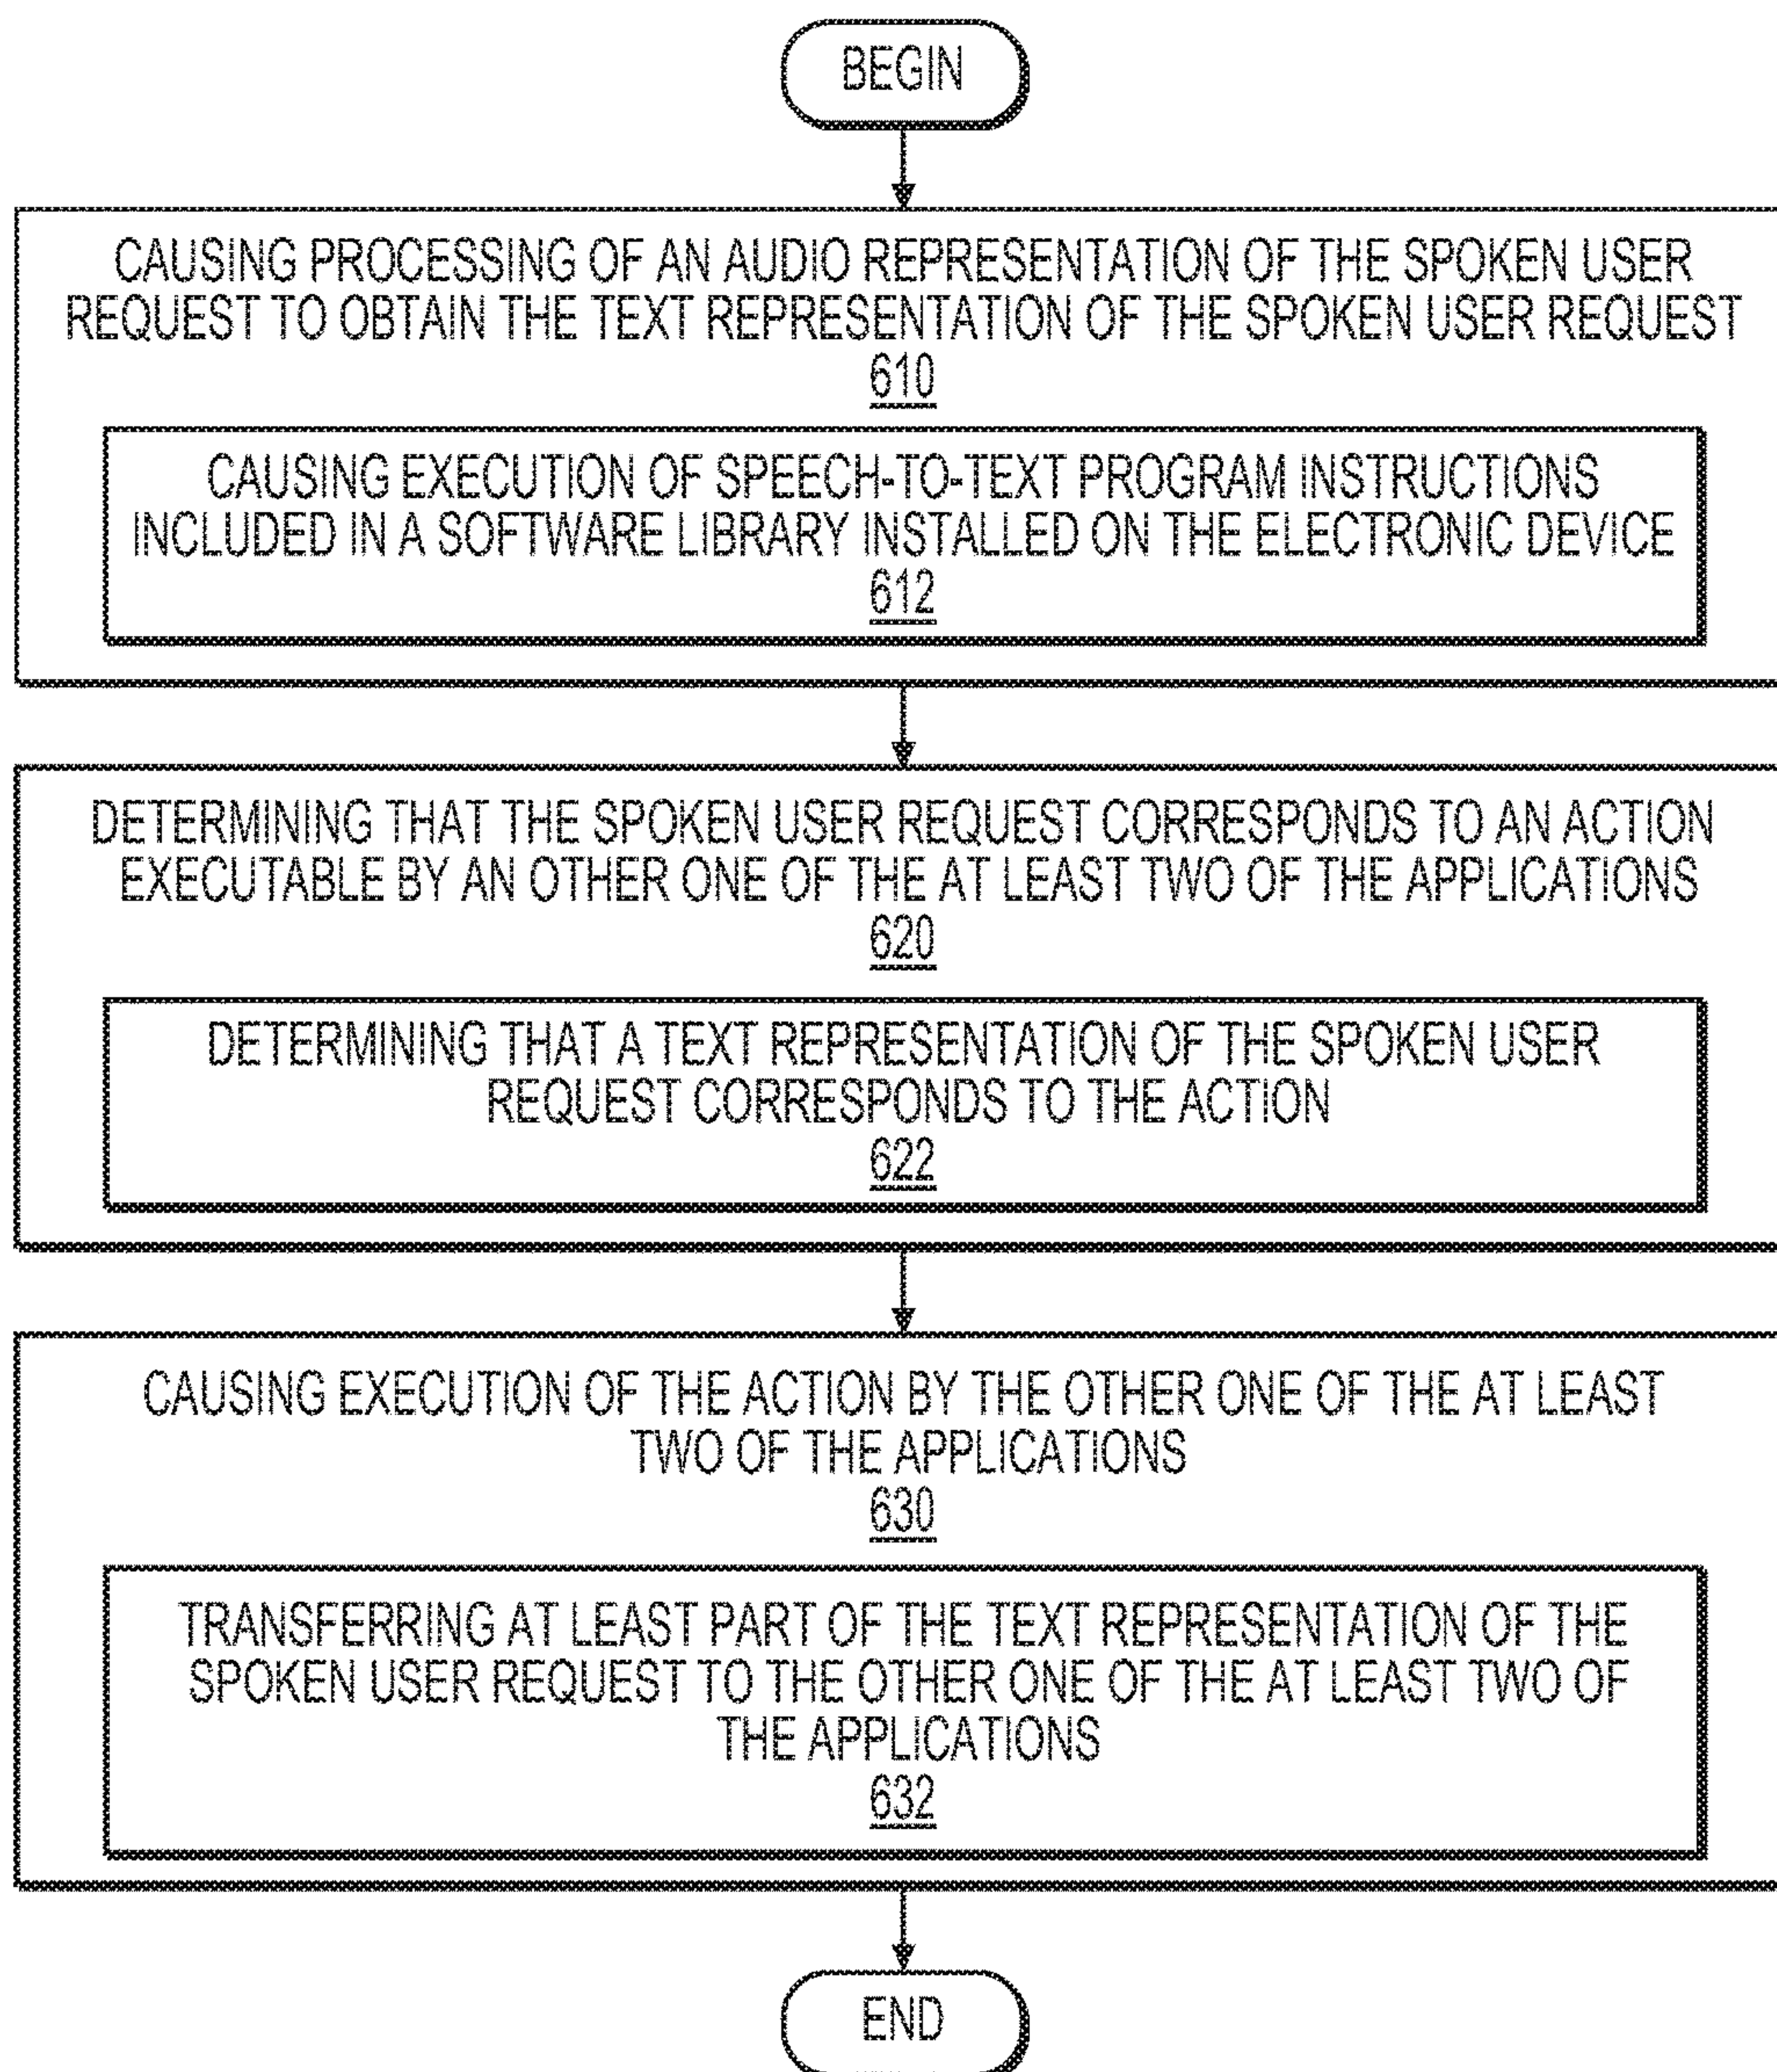 BEGIN
CAUSING PROCESSING OF AN AUDIO REPRESENTATION OF THE SPOKEN USER
REQUEST TO OBTAIN THE TEXT REPRESENTATION OF THE SPOKEN USER REQUEST
610
CAUSING EXECUTION OF SPEECH-TO-TEXT PROGRAM INSTRUCTIONS
INCLUDED IN A SOFTWARE LIBRARY INSTALLED ON THE ELECTRONIC DEVICE
612
DETERMINING THAT THE SPOKEN USER REQUEST CORRESPONDS TO AN ACTION
EXECUTABLE BY AN OTHER ONE OF THE AT LEAST TWO OF THE APPLICATIONS
620
DETERMINING THAT A TEXT REPRESENTATION OF THE SPOKEN USER
REQUEST CORRESPONDS TO THE ACTION
622
CAUSING EXECUTION OF THE ACTION BY THE OTHER ONE OF THE AT LEAST
TWO OF THE APPLICATIONS
630
TRANSFERRING AT LEAST PART OF THE TEXT REPRESENTATION OF THE
SPOKEN USER REQUEST TO THE OTHER ONE OF THE AT LEAST TWO OF
THE APPLICATIONS
632
END